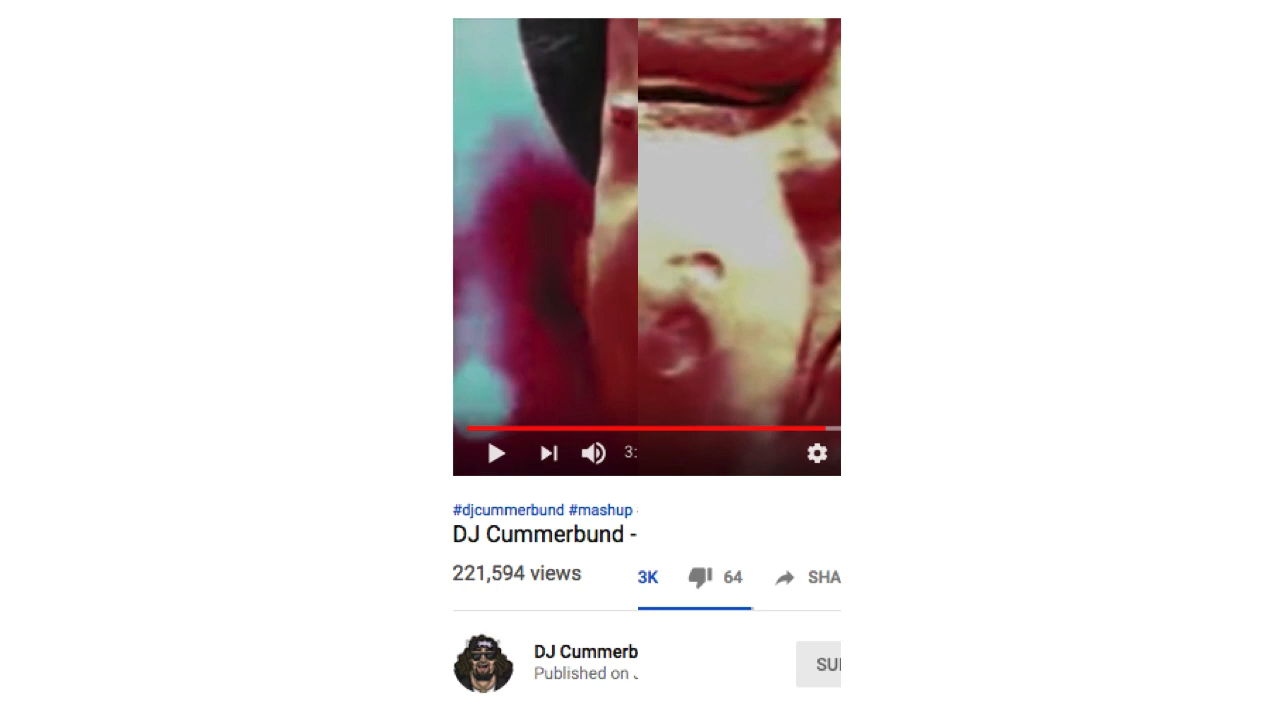 3:
#djcummerbund #mashup
DJ Cummerbund -
221,594 views
3K 64 SHA
DJ Cummerb
Published on
SU